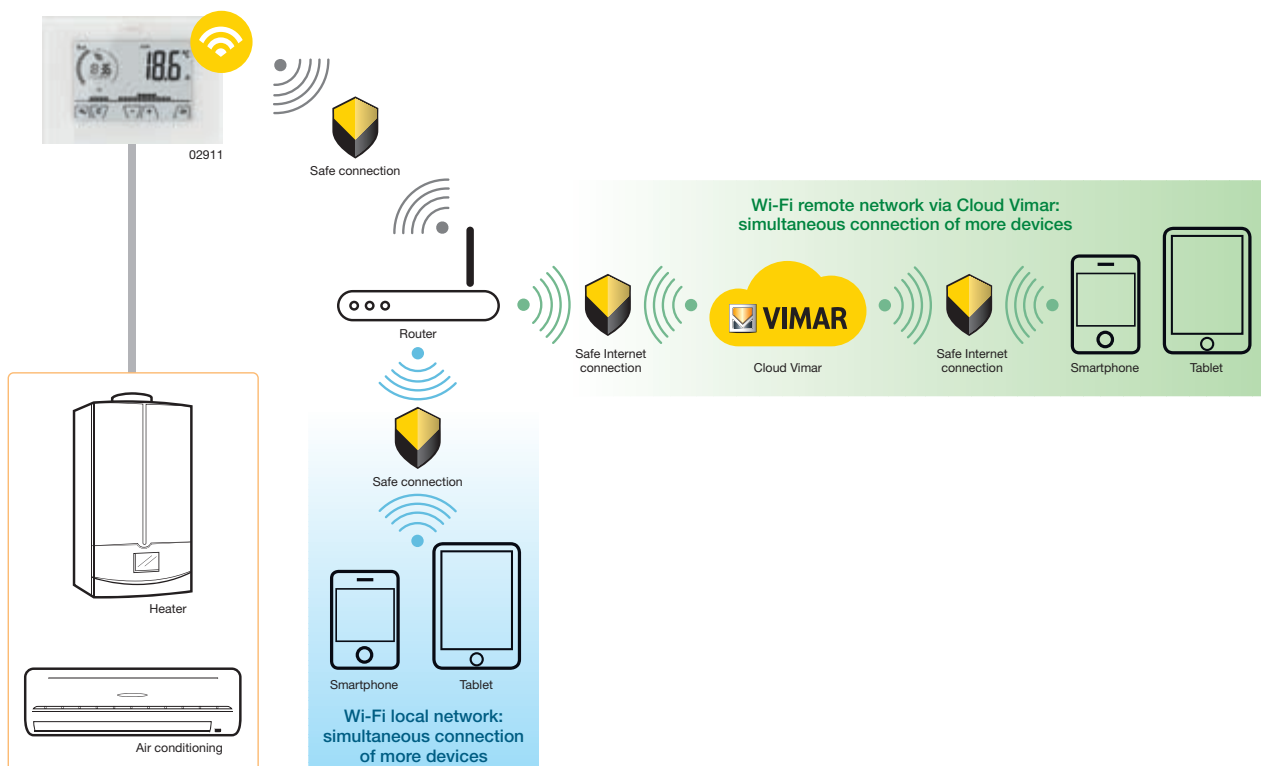 18.6
°C
02911
Safe connection
Wi-Fi remote network via Cloud Vimar:
simultaneous connection of more devices
VIMAR
Router
Safe Internet
connection
Cloud Vimar
Safe Internet
connection
Smartphone
Tablet
Safe connection
Heater
Smartphone
Tablet
Air conditioning
Wi-Fi local network:
simultaneous connection
of more devices